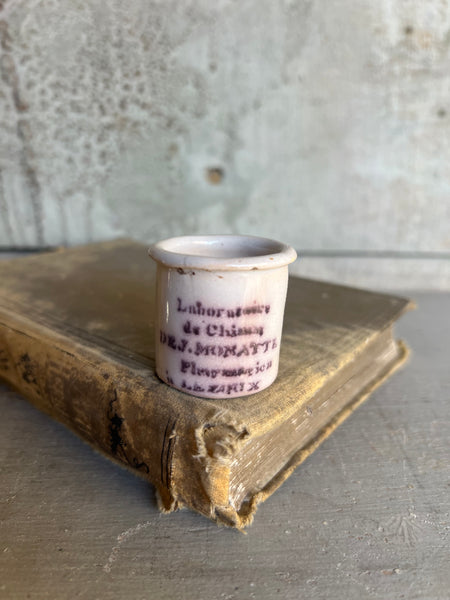 Laboratoire
de Chimie
DE J. MONATTE
Pharmacien
A